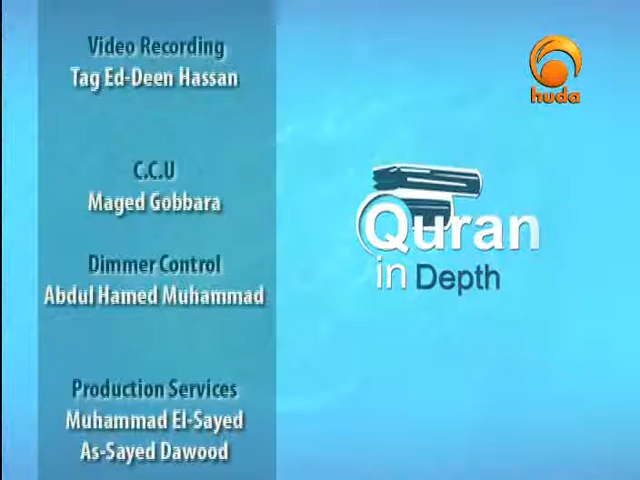 Video Recording
Tag Ed-Deen Hassan
C.C.U
Maged Gobbara
Dimmer Control
Abdul Hamed Muhammad
Production Services
Muhammad El-Sayed
As-Sayed Dawood
huda
Quran
in Depth